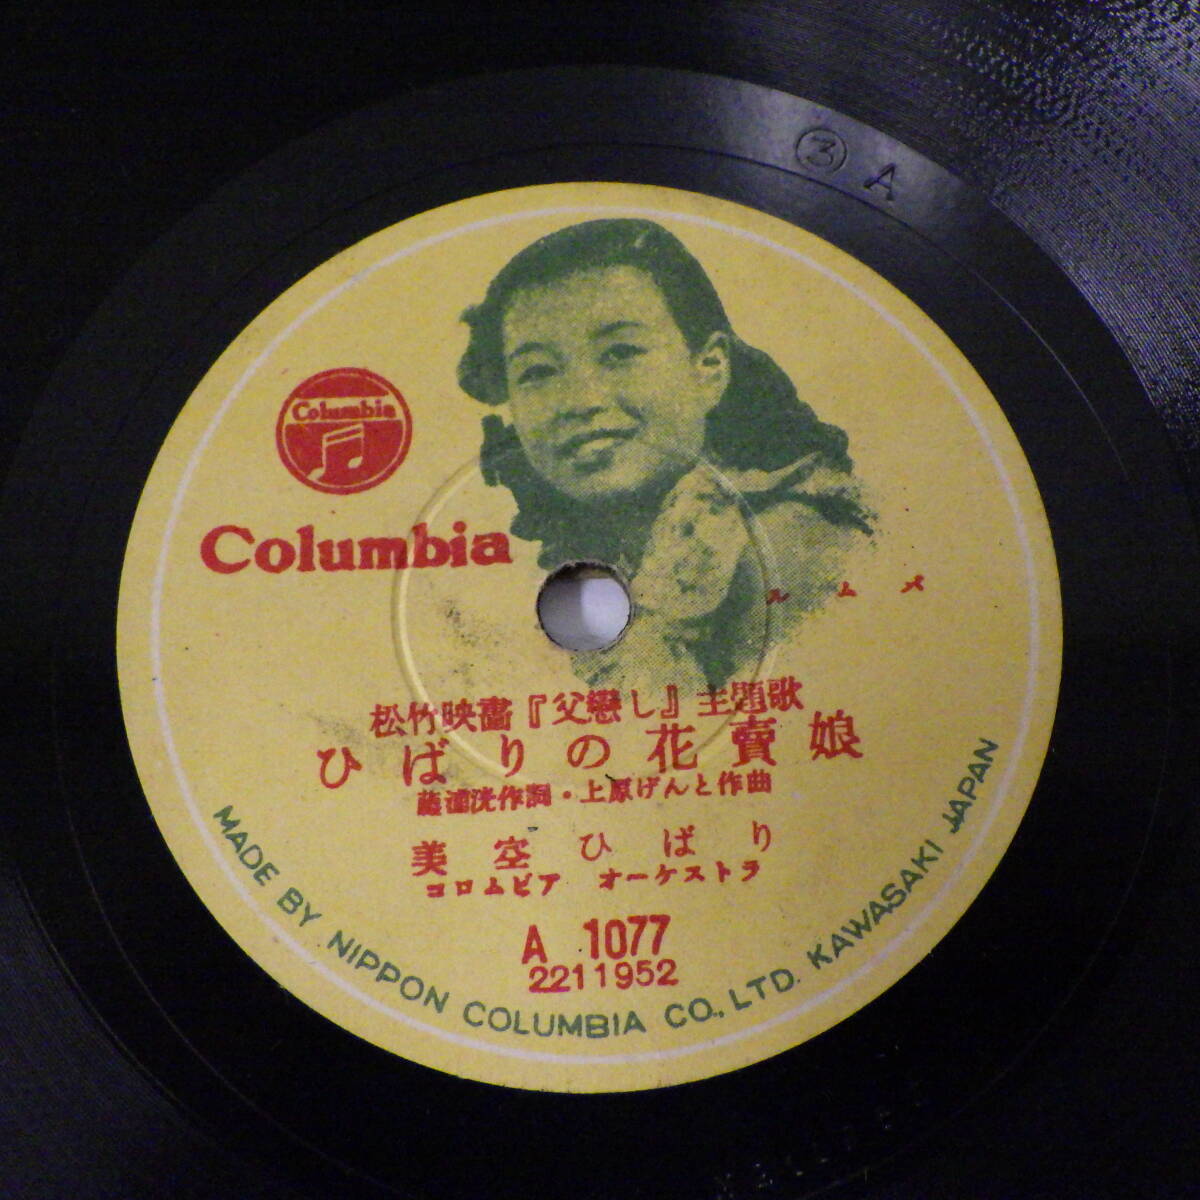 ③ A
Columbia
Columbia
ルムメ
松竹映畵『父戀し』主題歌
ひばりの花賣娘
藤浦洸作詞・上原げんと作曲
美空ひばり
コロムビア オーケストラ
A 1077
2211952
MADE BY NIPPON COLUMBIA CO., LTD. KAWASAKI JAPAN